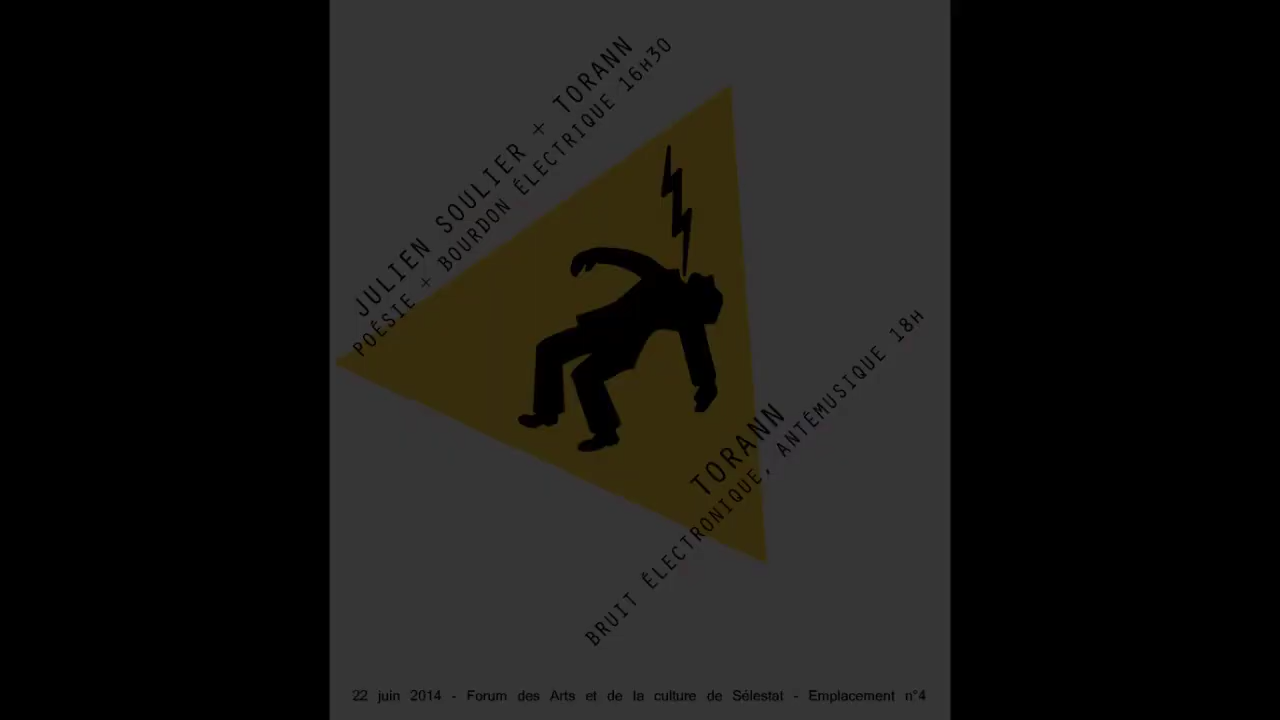 JULIEN SOULIER + TORANN
POÉSIE + BOURDON ÉLECTRIQUE 16H30
TORANN
BRUIT ÉLECTRONIQUE, ANTÉMUSIQUE 18H
22 juin 2014 - Forum des Arts et de la culture de Sélestat - Emplacement n°4